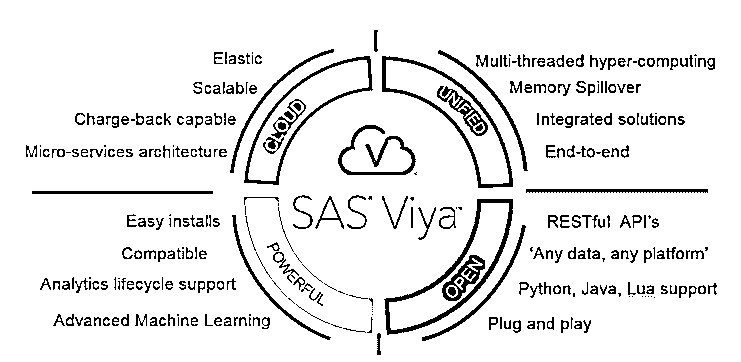 Elastic
Scalable
Charge-back capable
Micro-services architecture
CLOUD
Multi-threaded hyper-computing
Memory Spillover
Integrated solutions
End-to-end
UNIFIED
SAS® Viya™
Easy installs
Compatible
Analytics lifecycle support
Advanced Machine Learning
POWERFUL
RESTful API's
‘Any data, any platform’
Python, Java, Lua support
Plug and play
OPEN